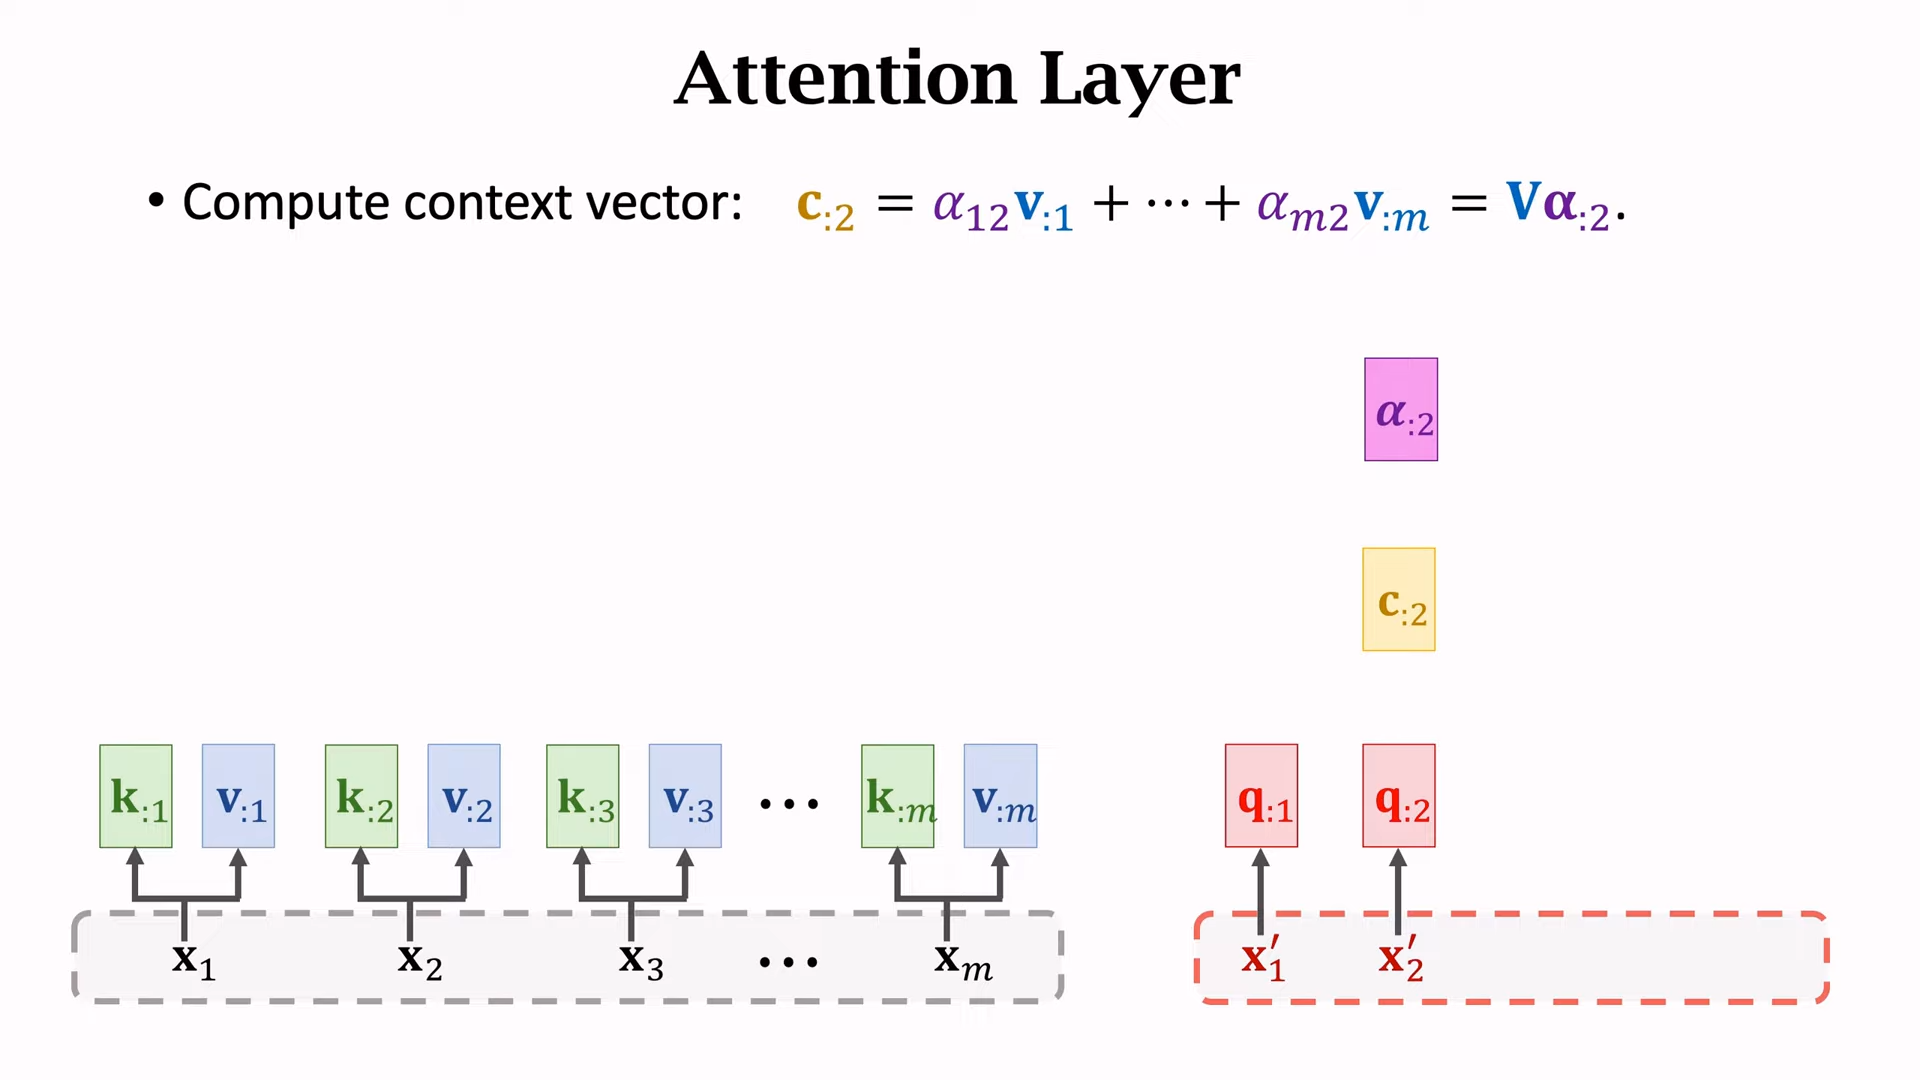 Attention Layer
• Compute context vector: c:2 = α12v:1 + ⋯ + αm2v:m = Vα:2.
α:2
c:2
k:1 v:1 k:2 v:2 k:3 v:3 ... k:m v:m q:1 q:2
x1 x2 x3 ... xm x′1 x′2